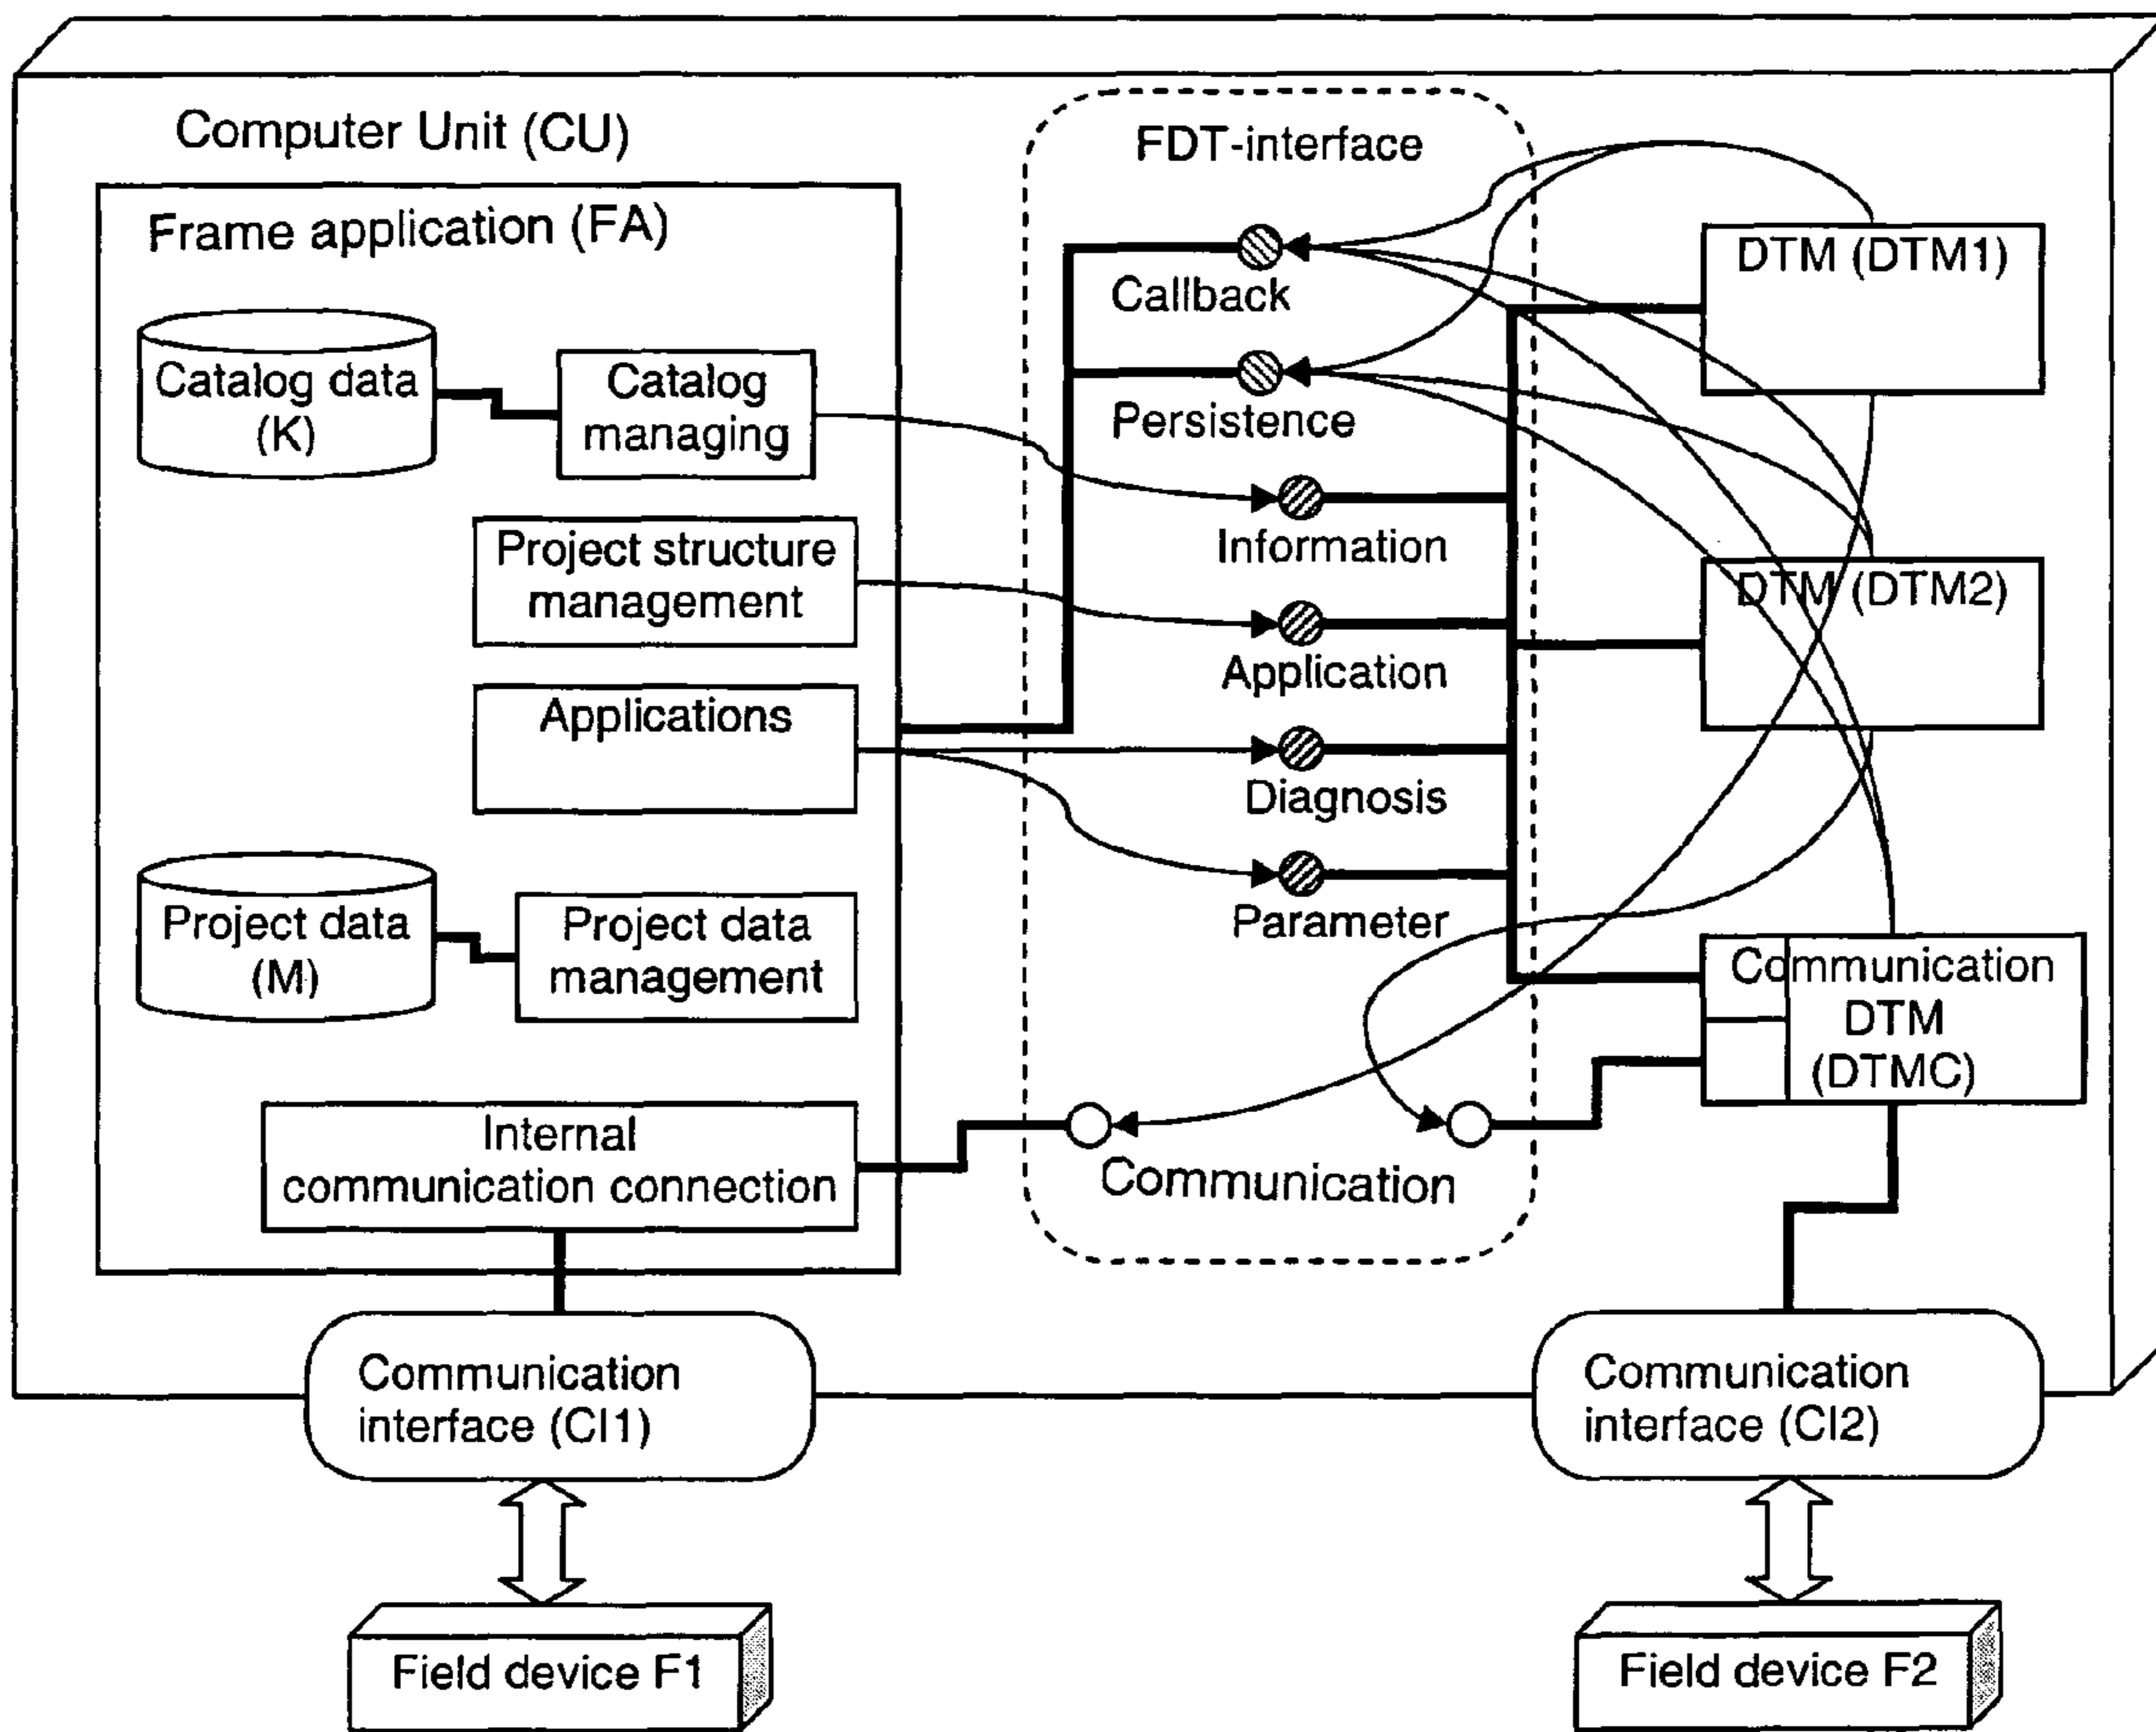 Computer Unit (CU)
Frame application (FA)
Catalog data
(K)
Catalog
managing
Project structure
management
Applications
Project data
(M)
Project data
management
Internal
communication connection
FDT-interface
Callback
Persistence
Information
Application
Diagnosis
Parameter
Communication
DTM (DTM1)
DTM (DTM2)
Communication
DTM
(DTMC)
Communication
interface (CI1)
Communication
interface (CI2)
Field device F1
Field device F2